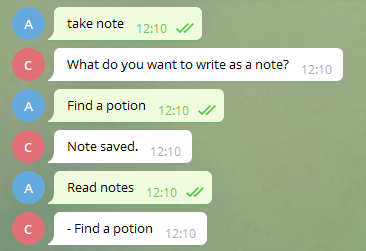 A take note 12:10
C What do you want to write as a note? 12:10
A Find a potion 12:10
C Note saved. 12:10
A Read notes 12:10
C - Find a potion 12:10